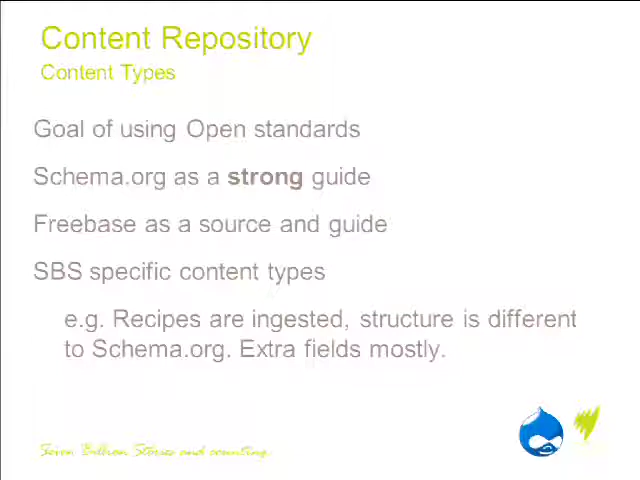 Content Repository
Content Types
Goal of using Open standards
Schema.org as a strong guide
Freebase as a source and guide
SBS specific content types
e.g. Recipes are ingested, structure is different
to Schema.org. Extra fields mostly.
Seven Billion Stories and counting